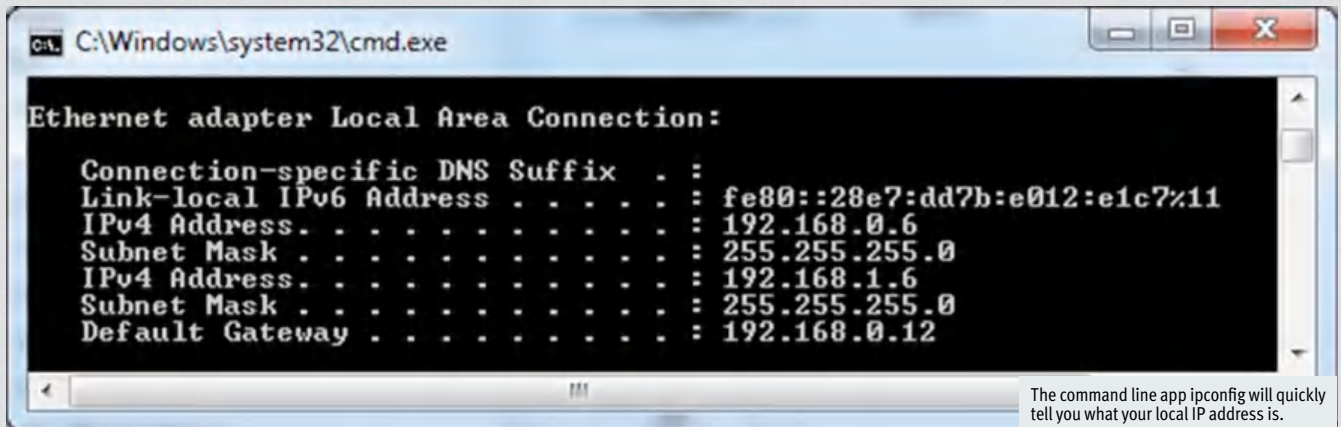 C:\Windows\system32\cmd.exe
Ethernet adapter Local Area Connection:
Connection-specific DNS Suffix . :
Link-local IPv6 Address . . . . . : fe80::28e7:dd7b:e012:e1c7%11
IPv4 Address. . . . . . . . . . . : 192.168.0.6
Subnet Mask . . . . . . . . . . . : 255.255.255.0
IPv4 Address. . . . . . . . . . . : 192.168.1.6
Subnet Mask . . . . . . . . . . . : 255.255.255.0
Default Gateway . . . . . . . . . : 192.168.0.12
The command line app ipconfig will quickly
tell you what your local IP address is.